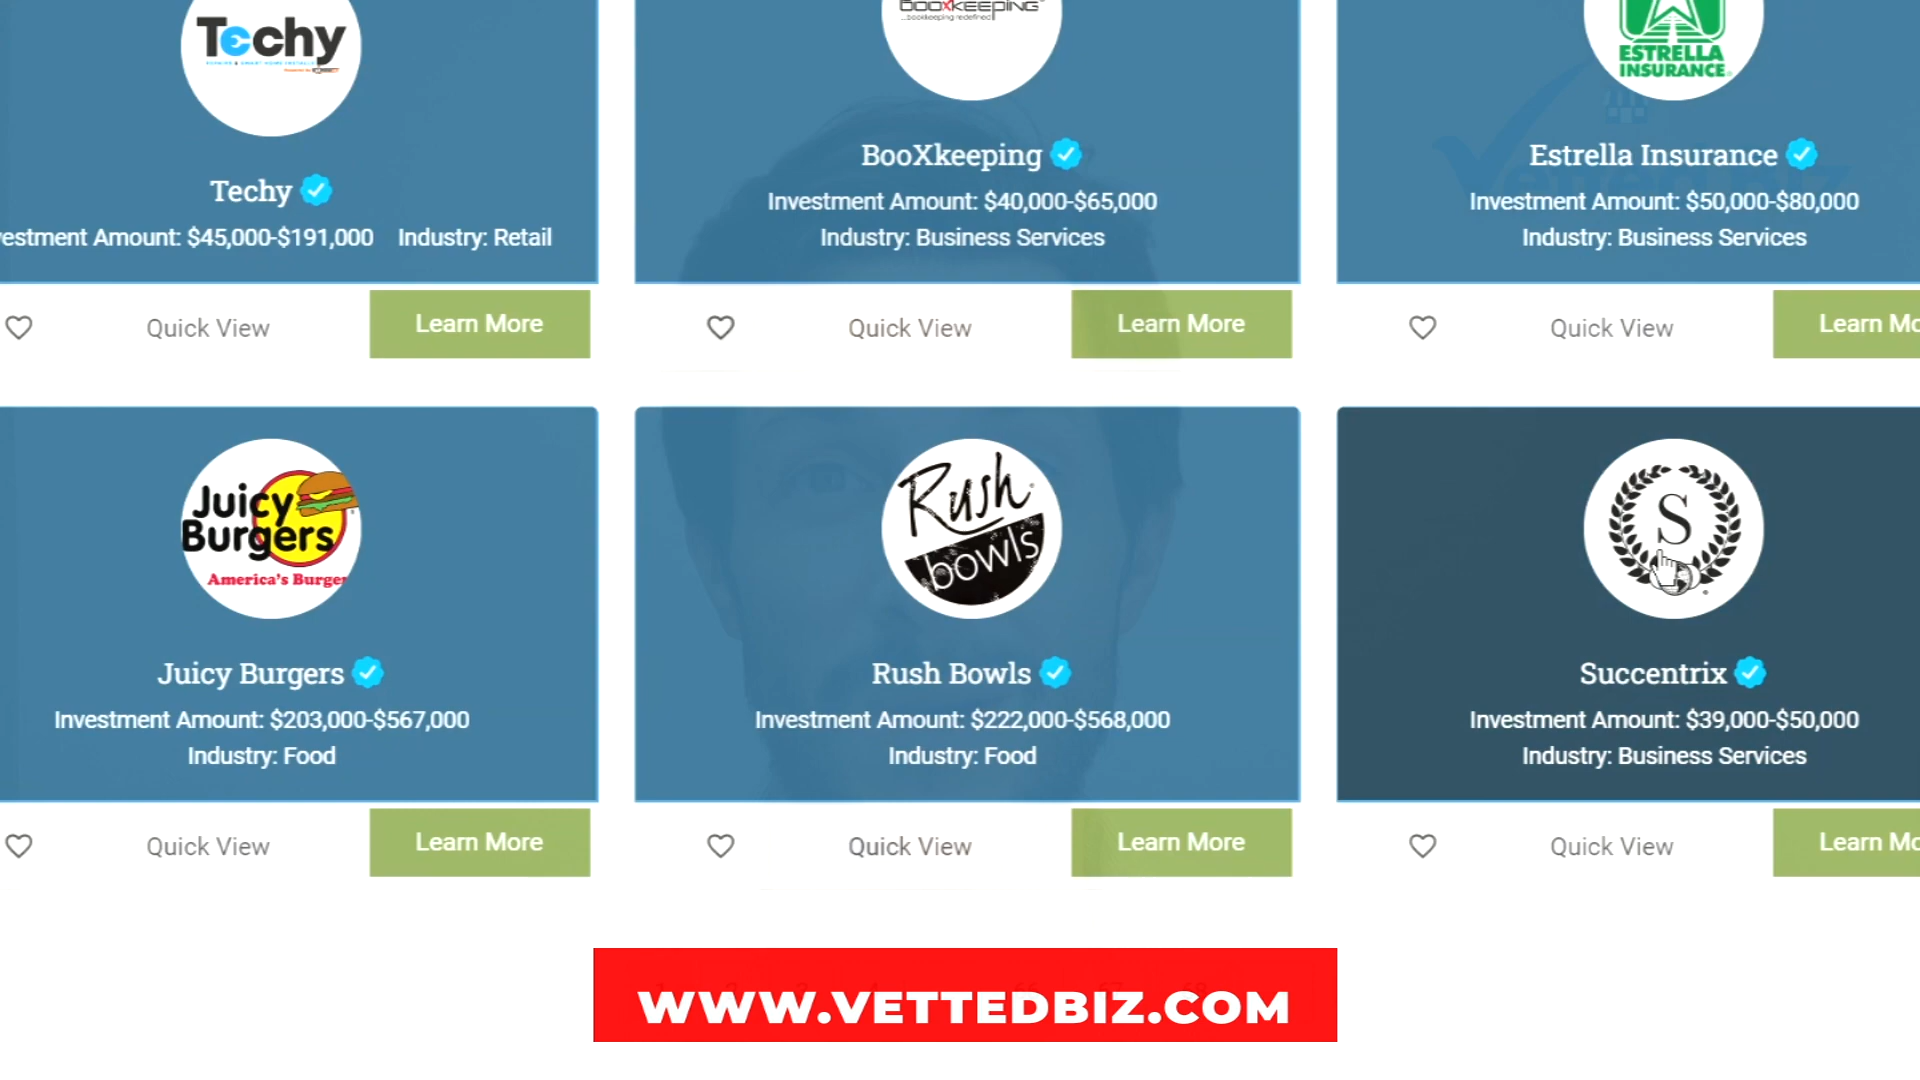 Techy
BOOXKEEPING
...bookkeeping redefined
ESTRELLA
INSURANCE
Techy
vestment Amount: $45,000-$191,000 Industry: Retail
BooXkeeping
Investment Amount: $40,000-$65,000
Industry: Business Services
Estrella Insurance
Investment Amount: $50,000-$80,000
Industry: Business Services
Quick View
Learn More
Quick View
Learn More
Quick View
Learn Mo
Juicy
Burgers
America's Burger
Rush
bowls
S
Juicy Burgers
Investment Amount: $203,000-$567,000
Industry: Food
Rush Bowls
Investment Amount: $222,000-$568,000
Industry: Food
Succentrix
Investment Amount: $39,000-$50,000
Industry: Business Services
Quick View
Learn More
Quick View
Learn More
Quick View
Learn Mo
WWW.VETTEDBIZ.COM